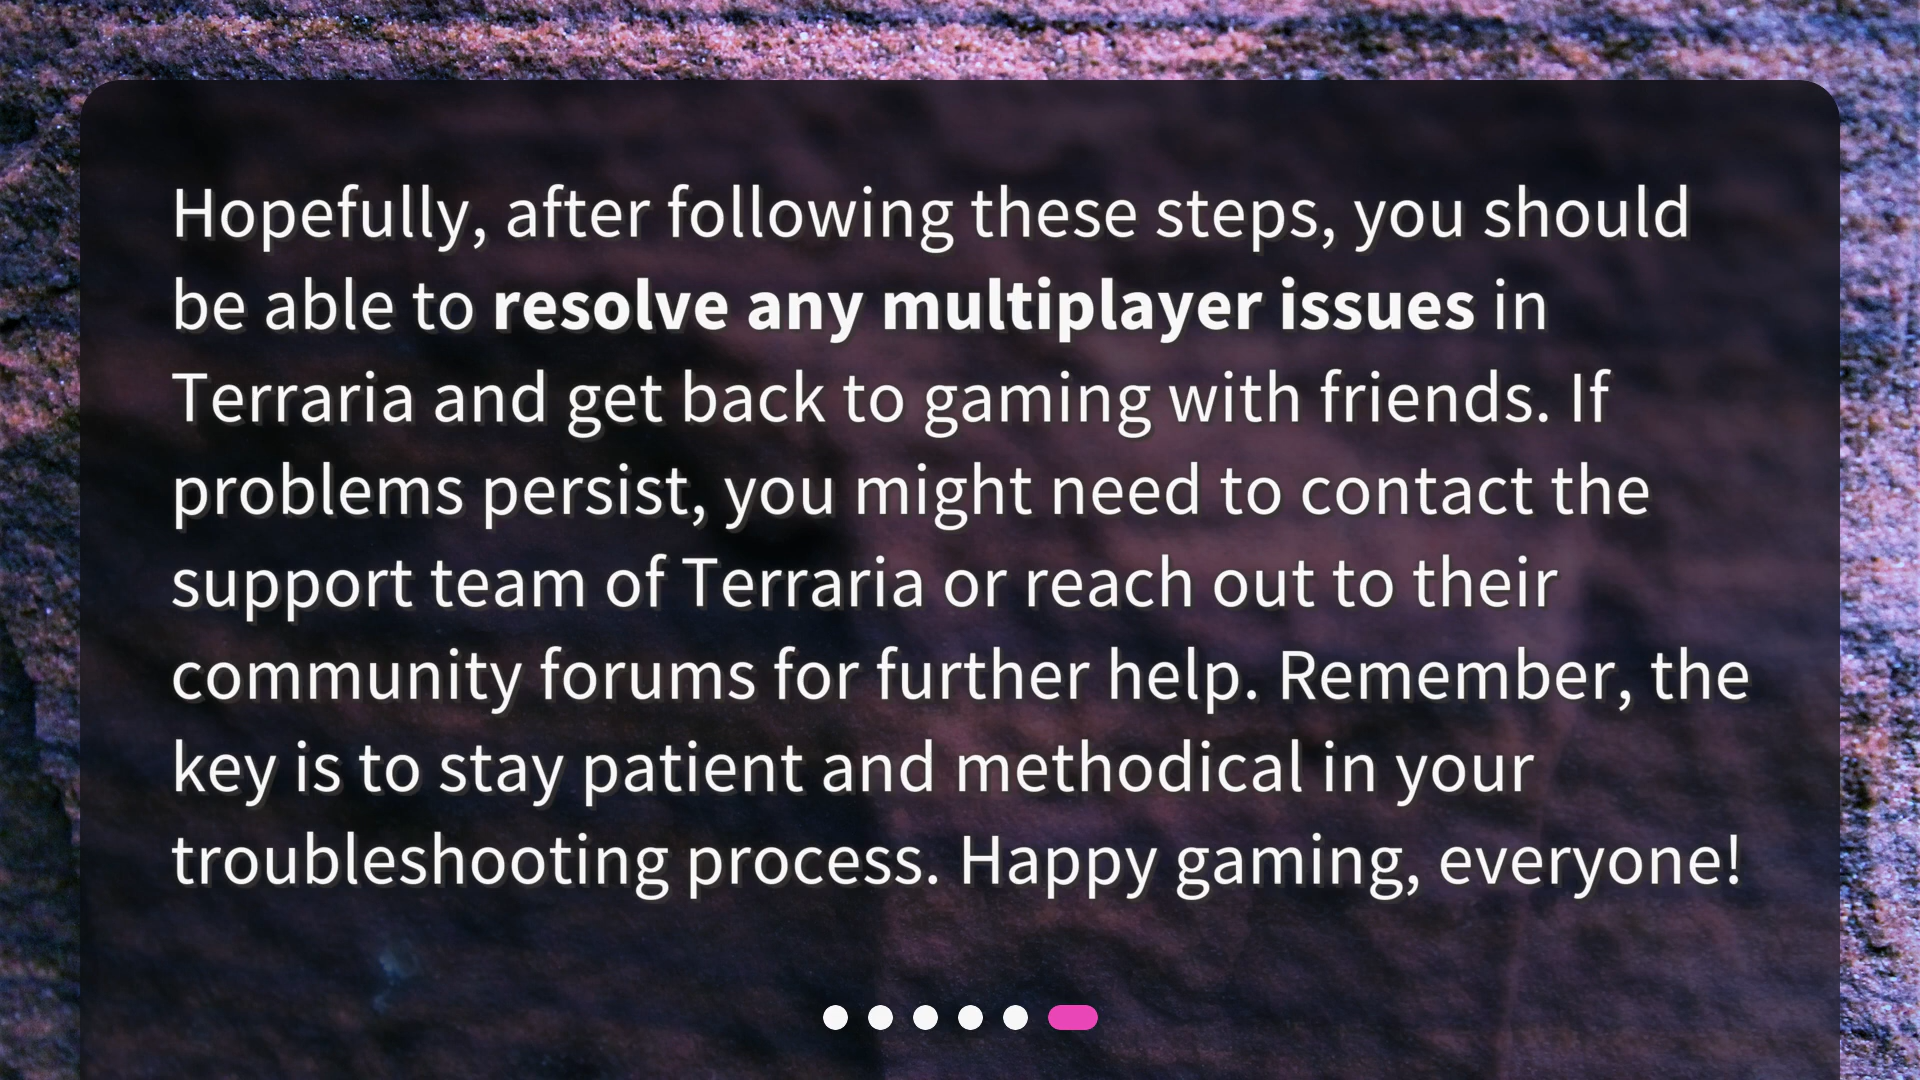 Hopefully, after following these steps, you should
be able to resolve any multiplayer issues in
Terraria and get back to gaming with friends. If
problems persist, you might need to contact the
support team of Terraria or reach out to their
community forums for further help. Remember, the
key is to stay patient and methodical in your
troubleshooting process. Happy gaming, everyone!